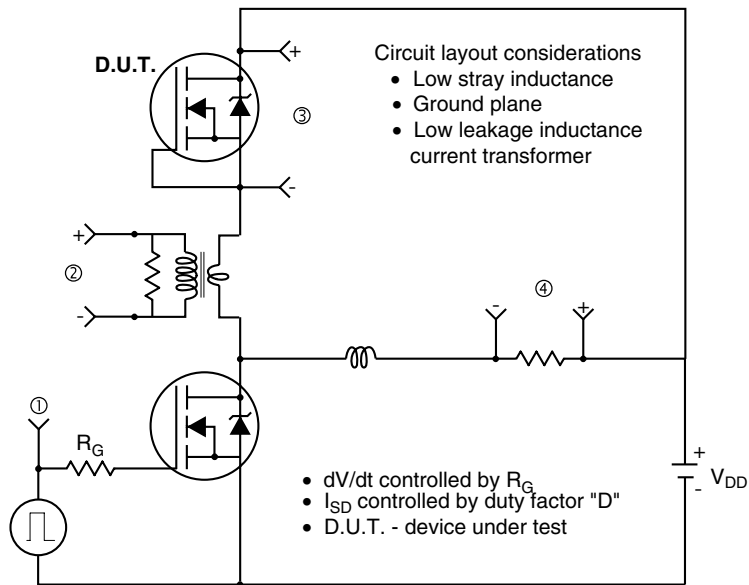 D.U.T.
+
③
-
Circuit layout considerations
• Low stray inductance
• Ground plane
• Low leakage inductance
current transformer
+
②
-
-
④
+
①
R_G
+
V_DD
-
• dV/dt controlled by R_G
• I_SD controlled by duty factor "D"
• D.U.T. - device under test